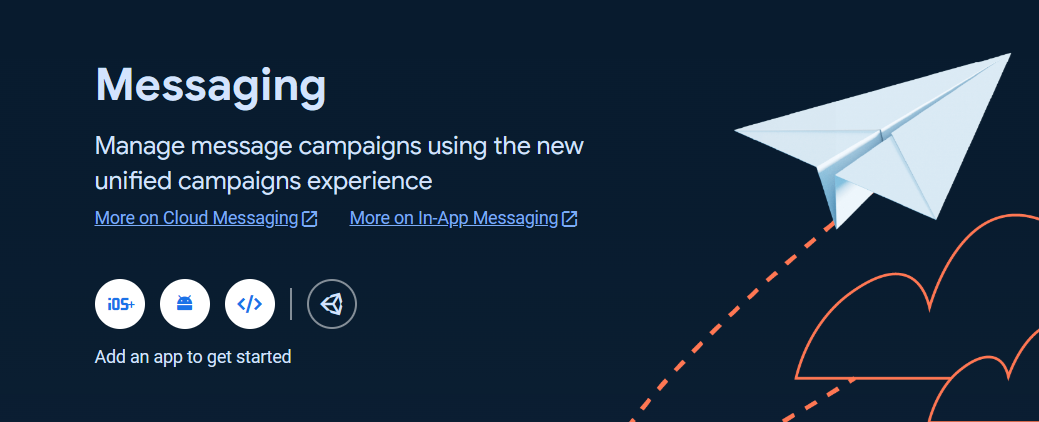 Messaging
Manage message campaigns using the new
unified campaigns experience
More on Cloud Messaging More on In-App Messaging
iOS+ </>
Add an app to get started